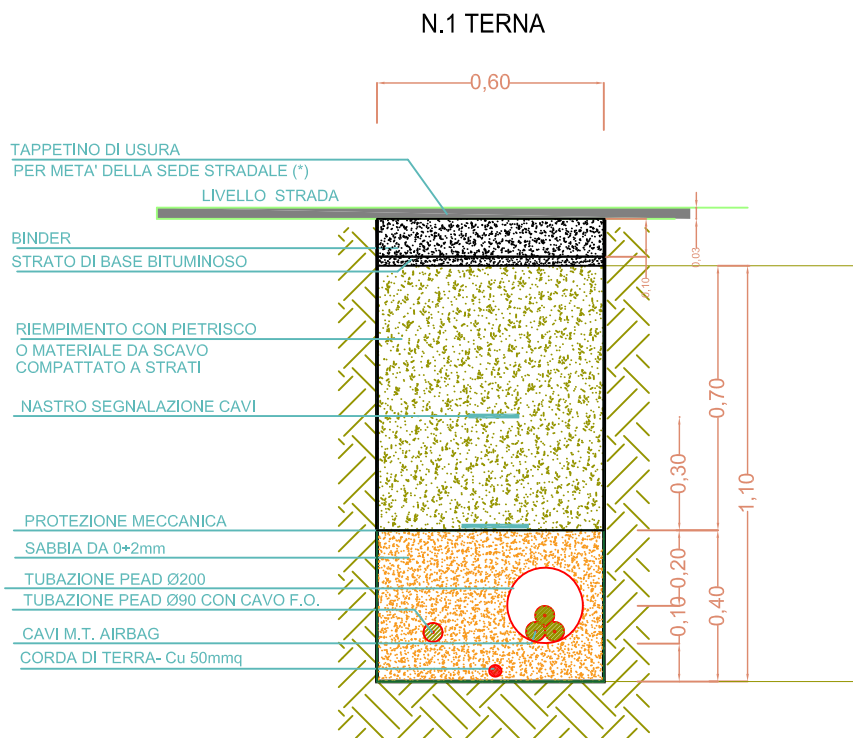 N.1 TERNA
0,60
TAPPETINO DI USURA
PER META' DELLA SEDE STRADALE (*)
LIVELLO STRADA
BINDER
STRATO DI BASE BITUMINOSO
0,03
0,10
RIEMPIMENTO CON PIETRISCO
O MATERIALE DA SCAVO
COMPATTATO A STRATI
NASTRO SEGNALAZIONE CAVI
0,70
0,30
1,10
PROTEZIONE MECCANICA
SABBIA DA 0÷2mm
TUBAZIONE PEAD Ø200
TUBAZIONE PEAD Ø90 CON CAVO F.O.
CAVI M.T. AIRBAG
CORDA DI TERRA- Cu 50mmq
0,20
0,10
0,40